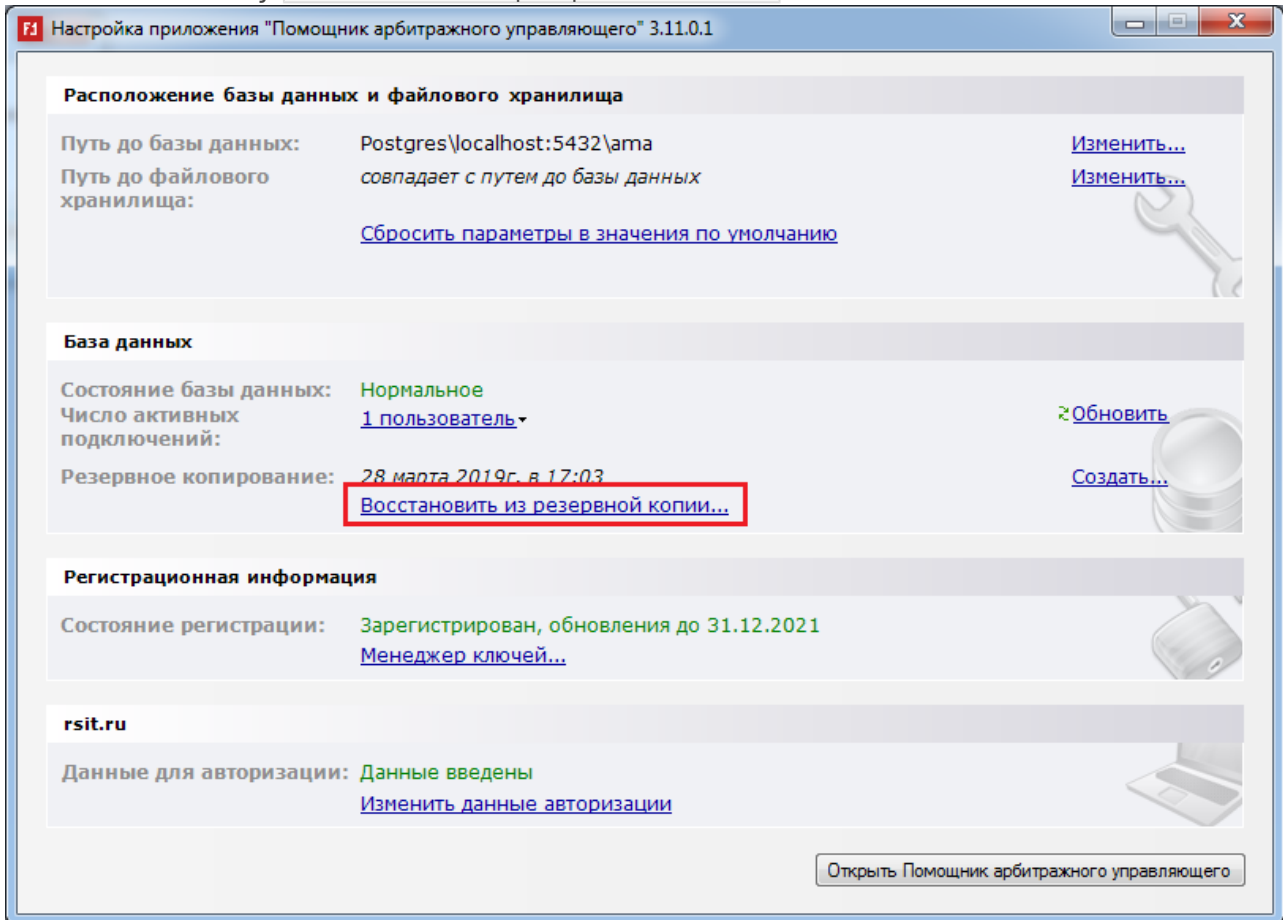 Настройка приложения "Помощник арбитражного управляющего" 3.11.0.1
Расположение базы данных и файлового хранилища
Путь до базы данных: Postgres\localhost:5432\ama Изменить...
Путь до файлового хранилища: совпадает с путем до базы данных Изменить...
Сбросить параметры в значения по умолчанию
База данных
Состояние базы данных: Нормальное
Число активных подключений: 1 пользователь Обновить
Резервное копирование: 28 марта 2019г. в 17:03 Создать...
Восстановить из резервной копии...
Регистрационная информация
Состояние регистрации: Зарегистрирован, обновления до 31.12.2021
Менеджер ключей...
rsit.ru
Данные для авторизации: Данные введены
Изменить данные авторизации
Открыть Помощник арбитражного управляющего